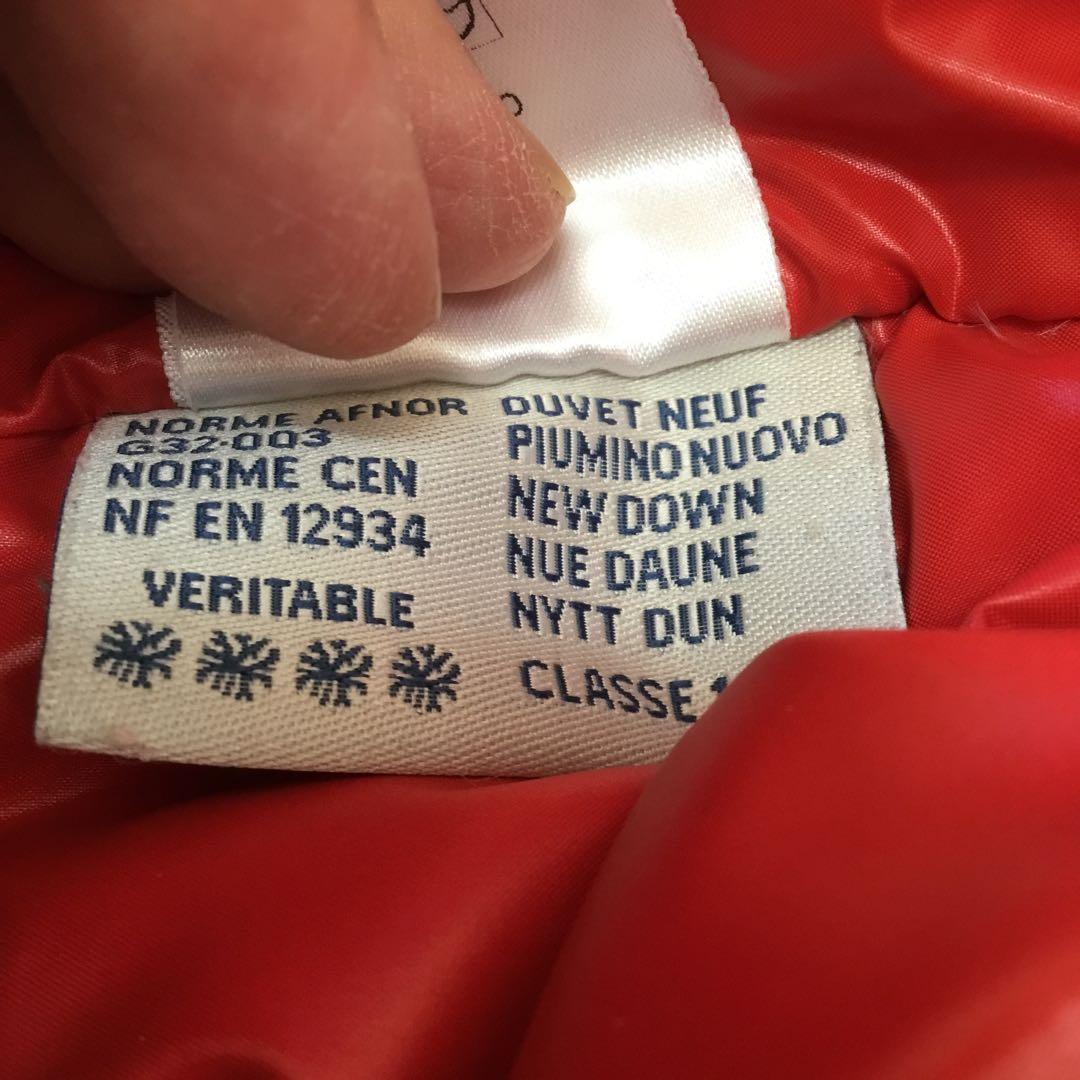 NORME AFNOR
G32-003
NORME CEN
NF EN 12934
VERITABLE
DUVET NEUF
PIUMINO NUOVO
NEW DOWN
NUE DAUNE
NYTT DUN
CLASSE